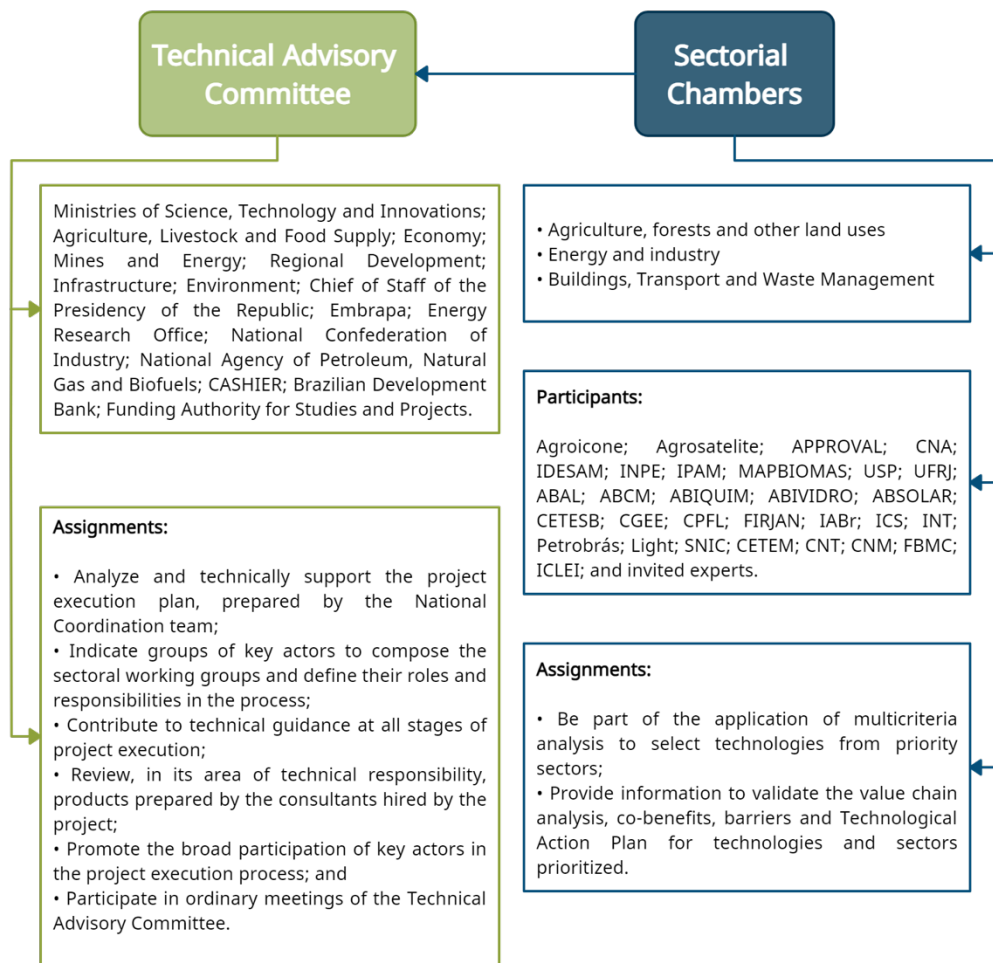 Technical Advisory
Committee
Sectorial
Chambers
Ministries of Science, Technology and Innovations;
Agriculture, Livestock and Food Supply; Economy;
Mines and Energy; Regional Development;
Infrastructure; Environment; Chief of Staff of the
Presidency of the Republic; Embrapa; Energy
Research Office; National Confederation of
Industry; National Agency of Petroleum, Natural
Gas and Biofuels; CASHIER; Brazilian Development
Bank; Funding Authority for Studies and Projects.
Assignments:
• Analyze and technically support the project
execution plan, prepared by the National
Coordination team;
• Indicate groups of key actors to compose the
sectoral working groups and define their roles and
responsibilities in the process;
• Contribute to technical guidance at all stages of
project execution;
• Review, in its area of technical responsibility,
products prepared by the consultants hired by the
project;
• Promote the broad participation of key actors in
the project execution process; and
• Participate in ordinary meetings of the Technical
Advisory Committee.
• Agriculture, forests and other land uses
• Energy and industry
• Buildings, Transport and Waste Management
Participants:
Agroicone; Agrosatelite; APPROVAL; CNA;
IDESAM; INPE; IPAM; MAPBIOMAS; USP; UFRJ;
ABAL; ABCM; ABIQUIM; ABIVIDRO; ABSOLAR;
CETESB; CGEE; CPFL; FIRJAN; IABr; ICS; INT;
Petrobrás; Light; SNIC; CETEM; CNT; CNM; FBMC;
ICLEI; and invited experts.
Assignments:
• Be part of the application of multicriteria
analysis to select technologies from priority
sectors;
• Provide information to validate the value chain
analysis, co-benefits, barriers and Technological
Action Plan for technologies and sectors
prioritized.